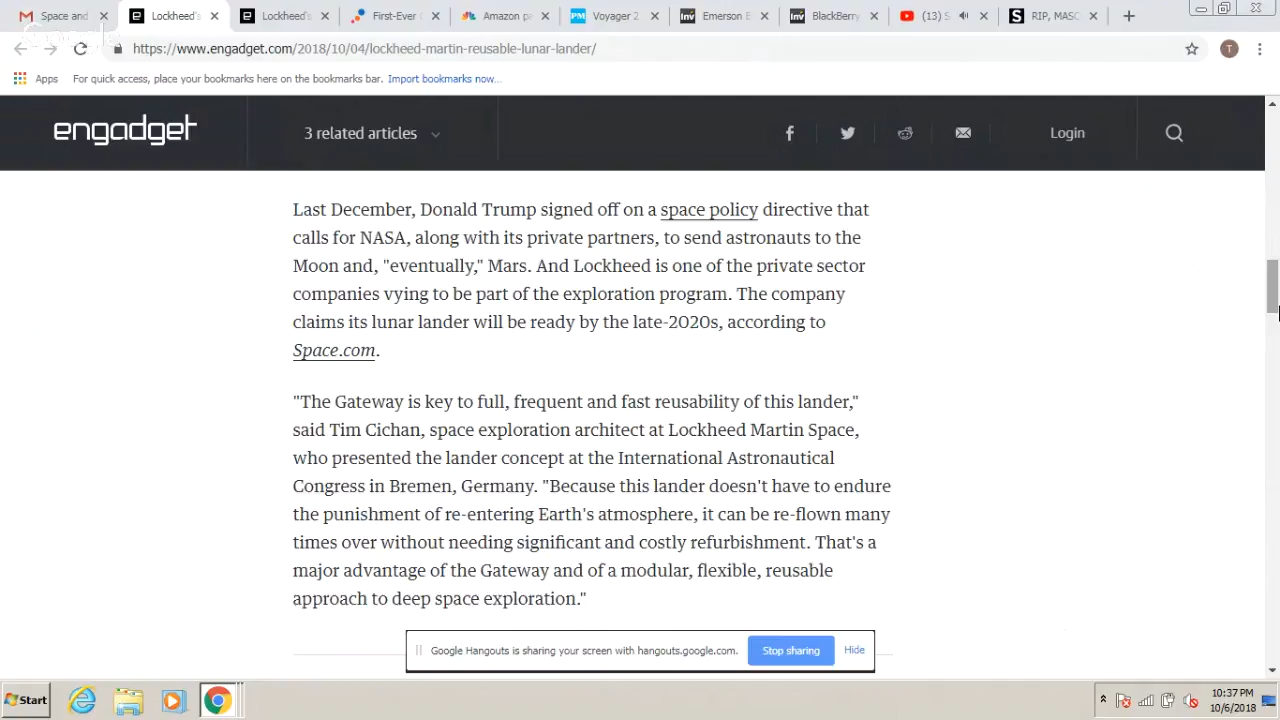 Space and
Lockheed's
Lockheed's
First-Ever
Amazon p
Voyager 2
Emerson -
BlackBerry
(13) S
RIP, MASC
https://www.engadget.com/2018/10/04/lockheed-martin-reusable-lunar-lander/
T
Apps For quick access, place your bookmarks here on the bookmarks bar. Import bookmarks now...
engadget
3 related articles
Login
Last December, Donald Trump signed off on a space policy directive that
calls for NASA, along with its private partners, to send astronauts to the
Moon and, "eventually," Mars. And Lockheed is one of the private sector
companies vying to be part of the exploration program. The company
claims its lunar lander will be ready by the late-2020s, according to
Space.com.
"The Gateway is key to full, frequent and fast reusability of this lander,"
said Tim Cichan, space exploration architect at Lockheed Martin Space,
who presented the lander concept at the International Astronautical
Congress in Bremen, Germany. "Because this lander doesn't have to endure
the punishment of re-entering Earth's atmosphere, it can be re-flown many
times over without needing significant and costly refurbishment. That's a
major advantage of the Gateway and of a modular, flexible, reusable
approach to deep space exploration."
Google Hangouts is sharing your screen with hangouts.google.com. Stop sharing Hide
Start
10:37 PM
10/6/2018